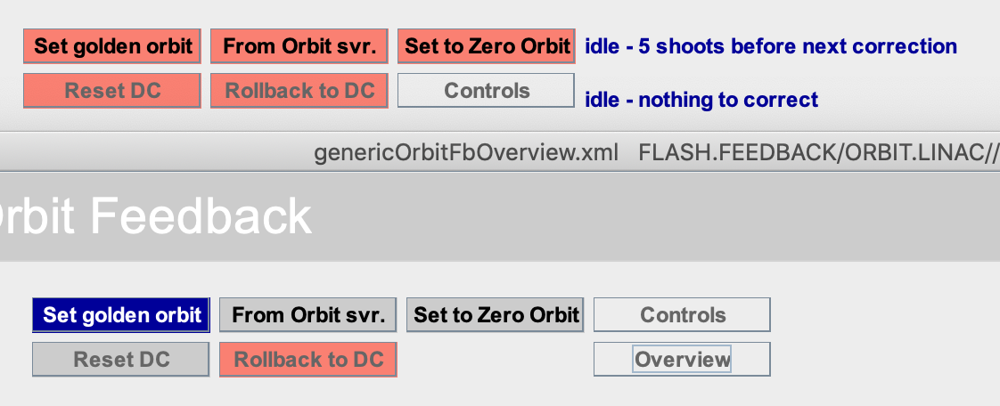 Set golden orbit From Orbit svr. Set to Zero Orbit idle - 5 shoots before next correction
Reset DC Rollback to DC Controls idle - nothing to correct
genericOrbitFbOverview.xml FLASH.FEEDBACK/ORBIT.LINAC//
Orbit Feedback
Set golden orbit From Orbit svr. Set to Zero Orbit Controls
Reset DC Rollback to DC Overview